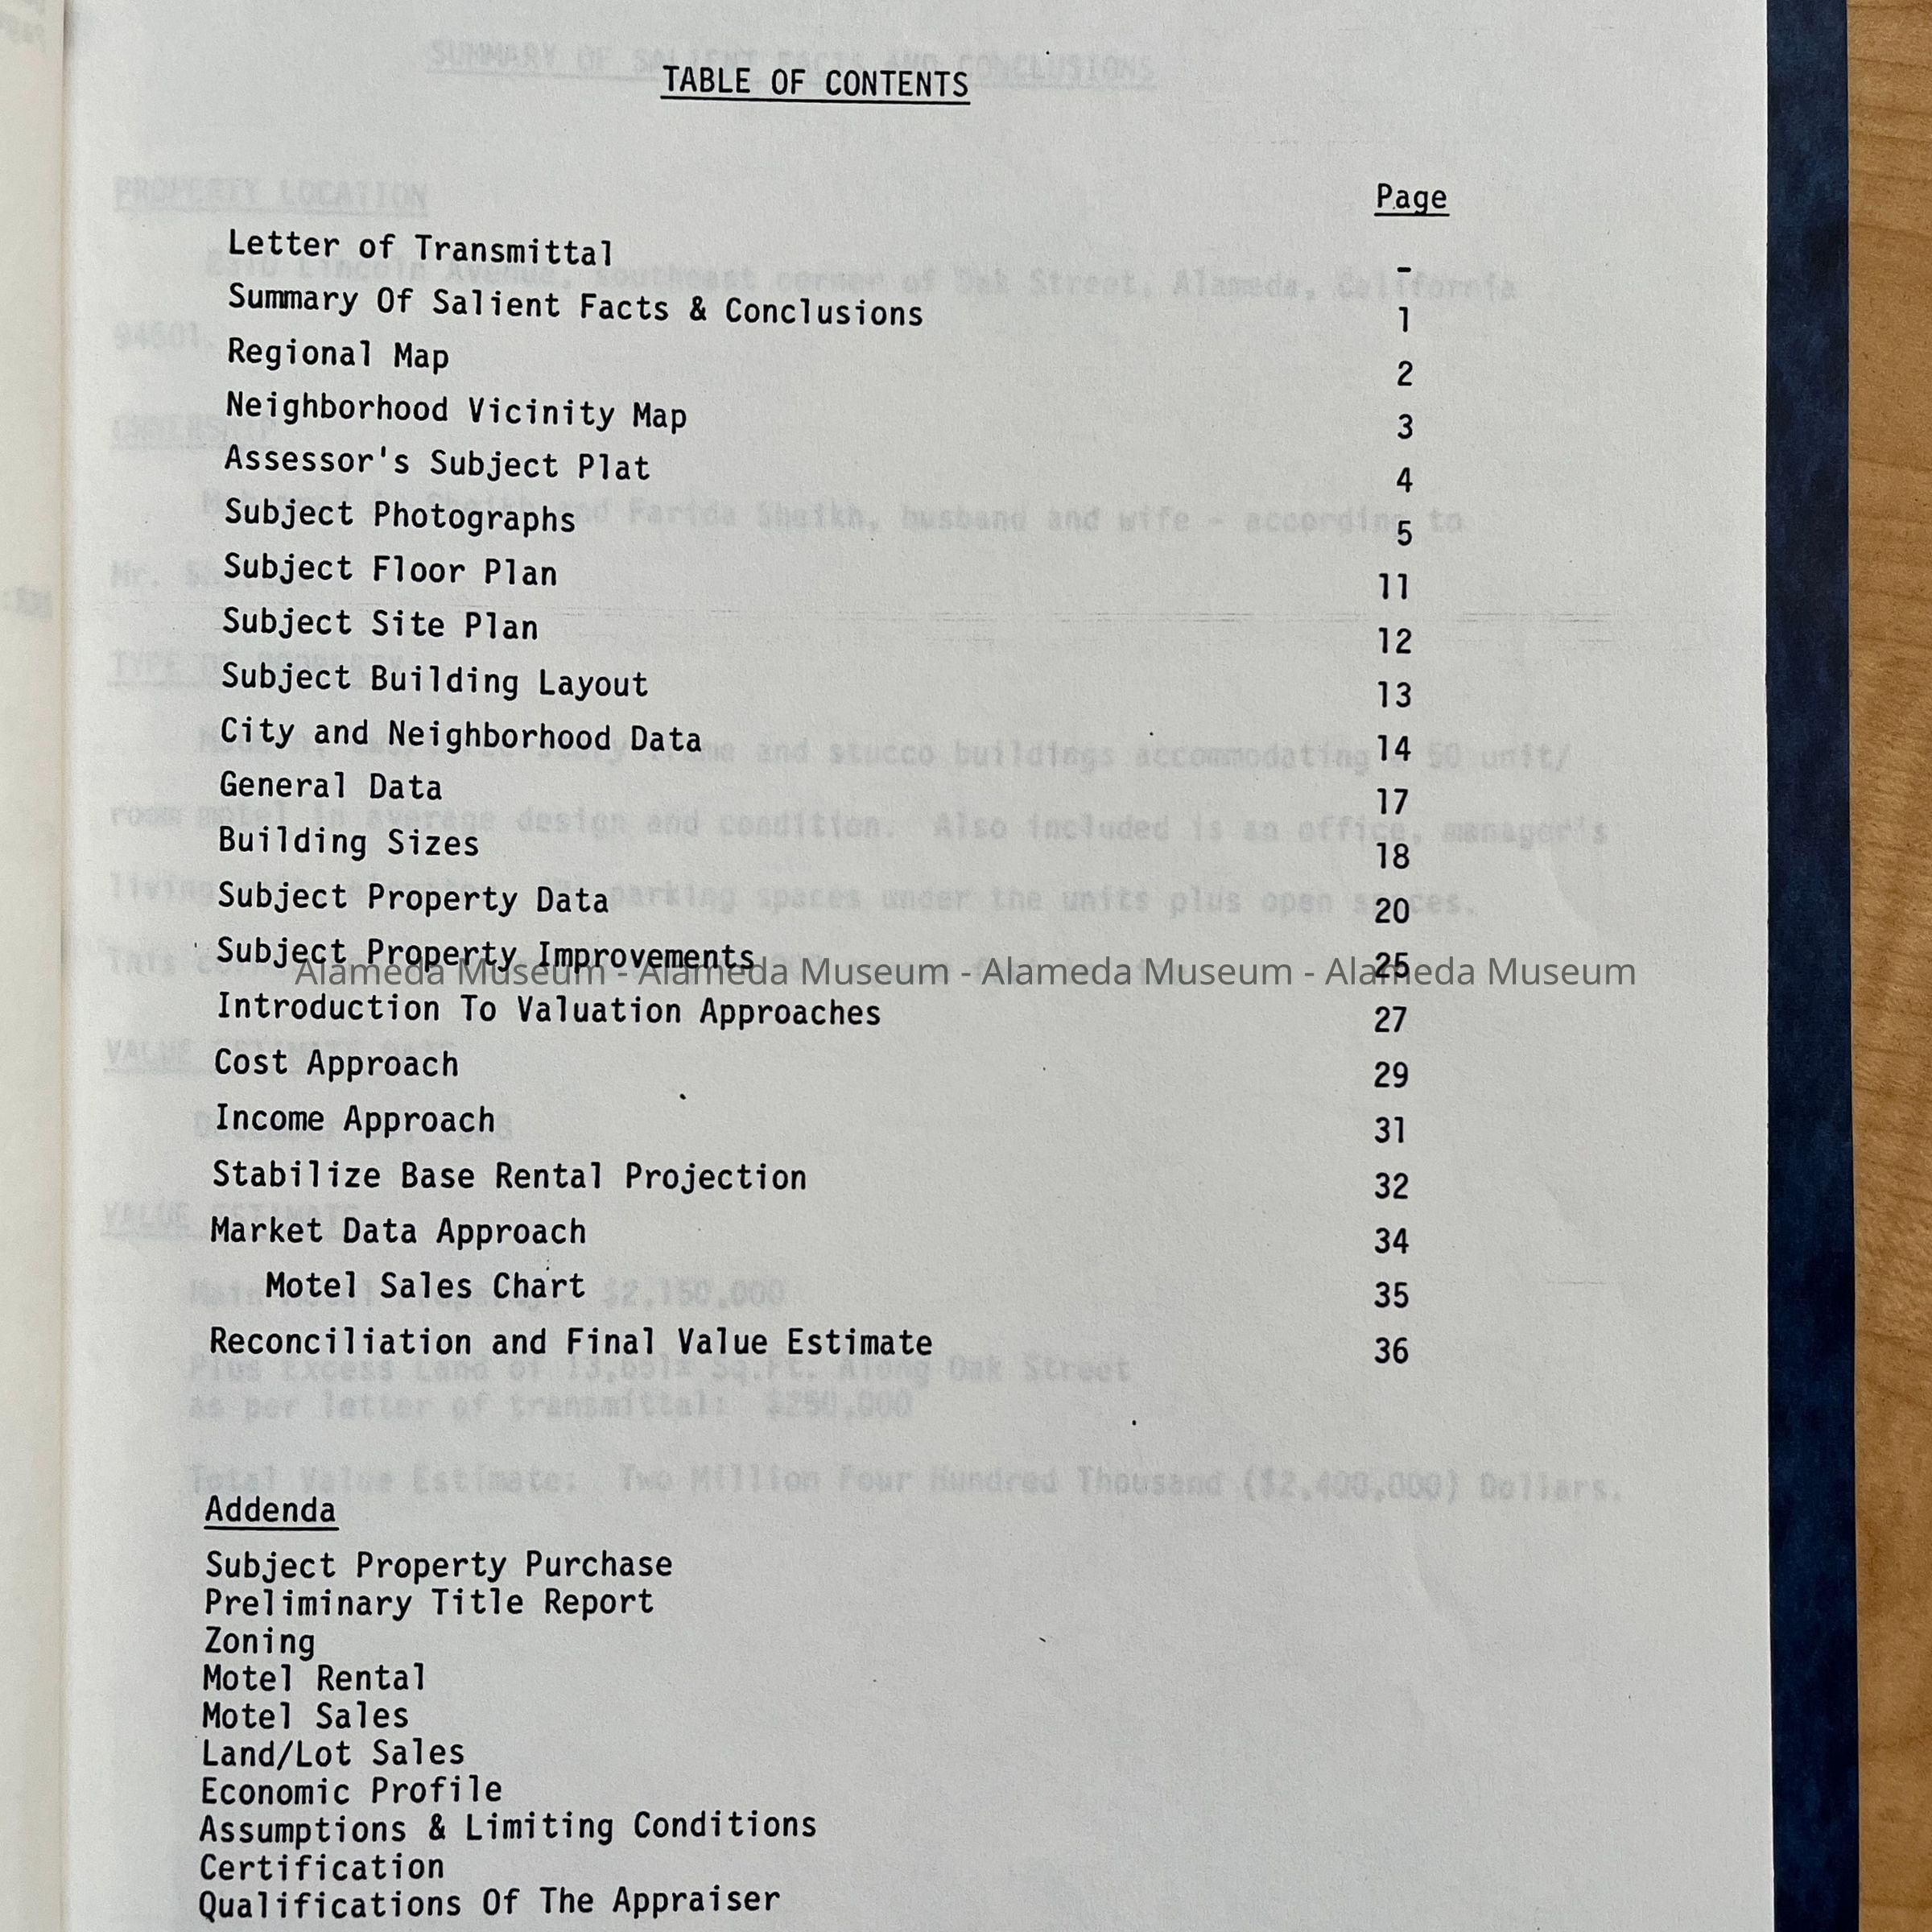 TABLE OF CONTENTS
Page
Letter of Transmittal -
Summary Of Salient Facts & Conclusions 1
Regional Map 2
Neighborhood Vicinity Map 3
Assessor's Subject Plat 4
Subject Photographs 5
Subject Floor Plan 11
Subject Site Plan 12
Subject Building Layout 13
City and Neighborhood Data 14
General Data 17
Building Sizes 18
Subject Property Data 20
Subject Property Improvements 25
Alameda Museum - Alameda Museum - Alameda Museum - Alameda Museum
Introduction To Valuation Approaches 27
Cost Approach 29
Income Approach 31
Stabilize Base Rental Projection 32
Market Data Approach 34
Motel Sales Chart 35
Reconciliation and Final Value Estimate 36
Addenda
Subject Property Purchase
Preliminary Title Report
Zoning
Motel Rental
Motel Sales
Land/Lot Sales
Economic Profile
Assumptions & Limiting Conditions
Certification
Qualifications Of The Appraiser